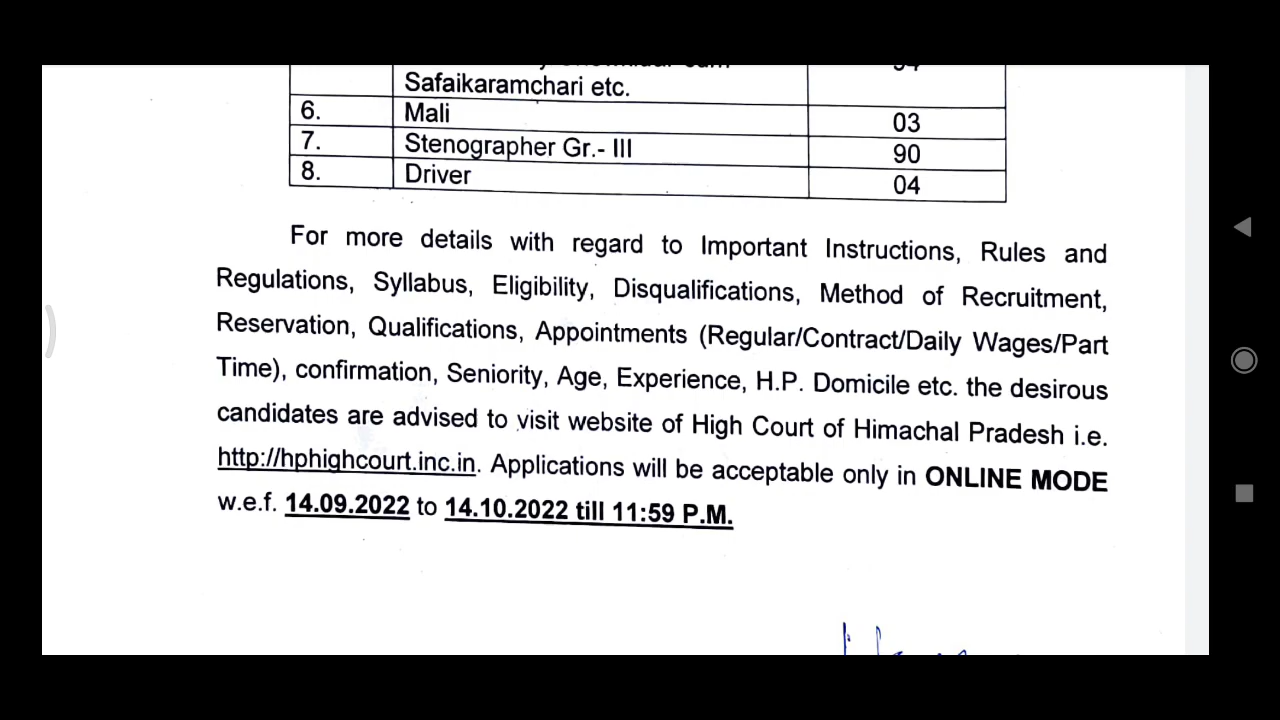 Safaikaramchari etc.
6. Mali 03
7. Stenographer Gr.- III 90
8. Driver 04
For more details with regard to Important Instructions, Rules and
Regulations, Syllabus, Eligibility, Disqualifications, Method of Recruitment,
Reservation, Qualifications, Appointments (Regular/Contract/Daily Wages/Part
Time), confirmation, Seniority, Age, Experience, H.P. Domicile etc. the desirous
candidates are advised to visit website of High Court of Himachal Pradesh i.e.
http://hphighcourt.inc.in. Applications will be acceptable only in ONLINE MODE
w.e.f. 14.09.2022 to 14.10.2022 till 11:59 P.M.